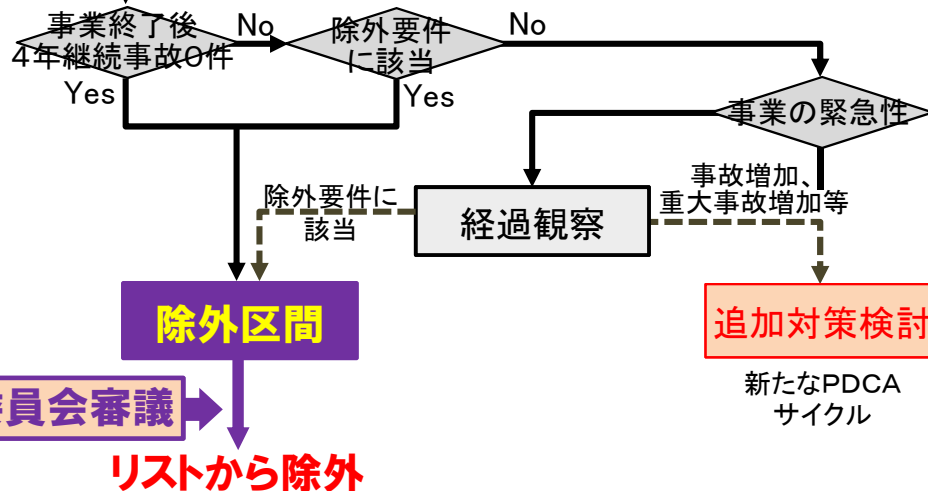 事業終了後
4年継続事故0件
No
除外要件
に該当
No
Yes
Yes
事業の緊急性
除外要件に
該当
経過観察
事故増加、
重大事故増加等
除外区間
追加対策検討
新たなPDCA
サイクル
員会審議
リストから除外